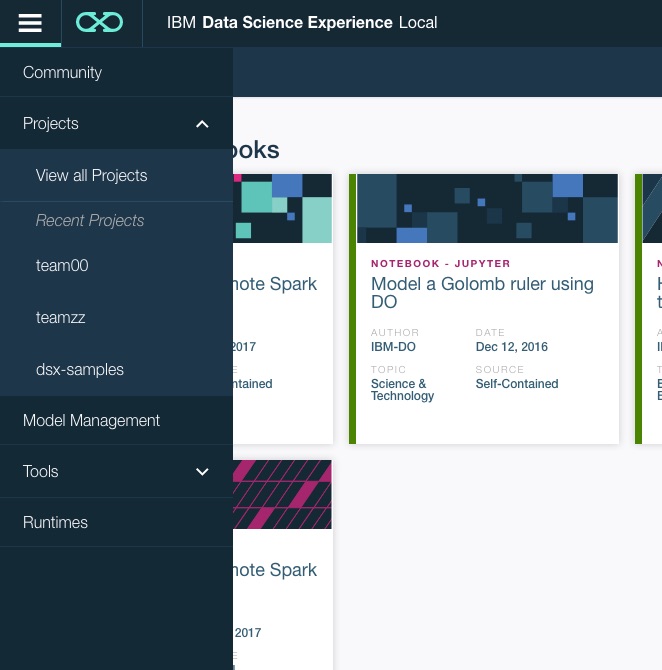 IBM Data Science Experience Local
Community
Projects
View all Projects
Recent Projects
team00
teamzz
dsx-samples
Model Management
Tools
Runtimes
ooks
note Spark
2017
ntained
NOTEBOOK - JUPYTER
Model a Golomb ruler using
DO
AUTHOR
DATE
IBM-DO
Dec 12, 2016
TOPIC
SOURCE
Science &
Technology
Self-Contained
note Spark
2017